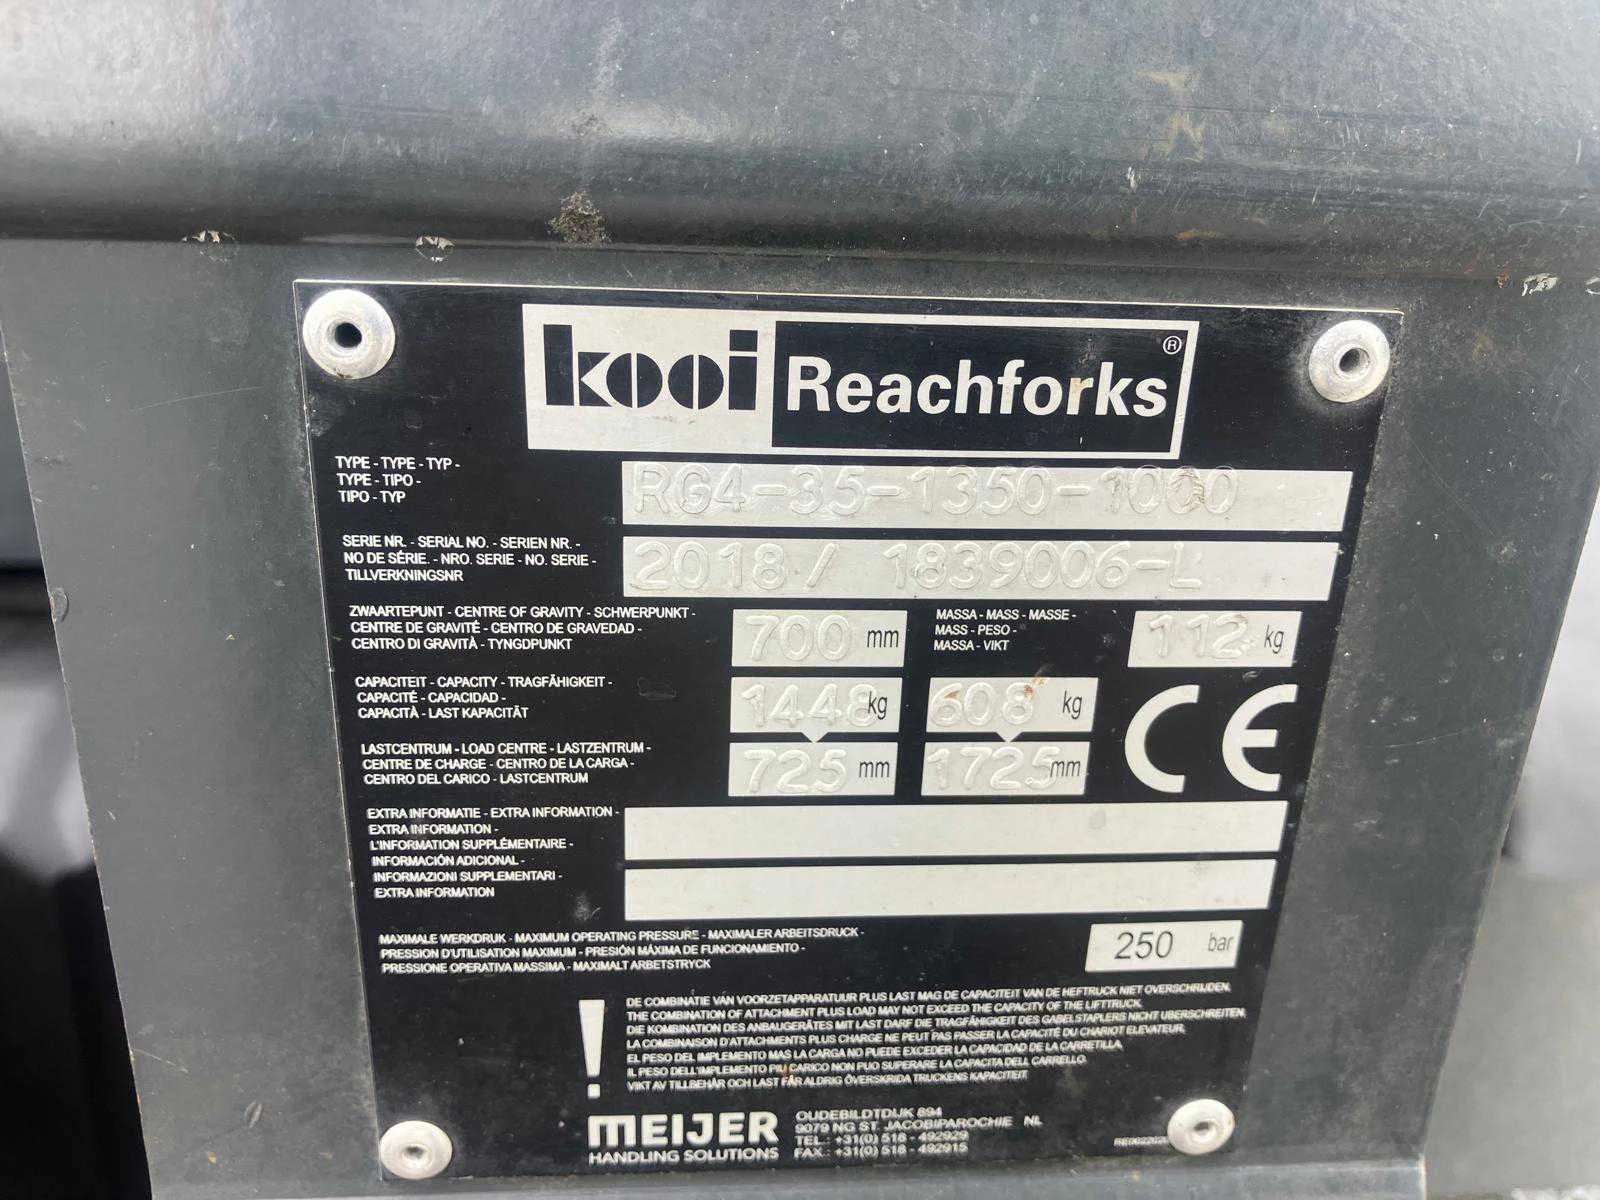 kooi Reachforks ®
TYPE - TYPE - TYP -
TYPE - TIPO -
TIPO - TYP
RG4-35-1350-1000
SERIE NR. - SERIAL NO. - SERIEN NR. -
NO DE SÉRIE. - NRO. SERIE - NO. SERIE -
TILLVERKNINGSNR
2018 / 1839006-L
ZWAARTEPUNT - CENTRE OF GRAVITY - SCHWERPUNKT -
CENTRE DE GRAVITÉ - CENTRO DE GRAVEDAD -
CENTRO DI GRAVITÀ - TYNGDPUNKT
700 mm
MASSA - MASS - MASSE -
MASS - PESO -
MASSA - VIKT
112 kg
CAPACITEIT - CAPACITY - TRAGFÄHIGKEIT -
CAPACITÉ - CAPACIDAD -
CAPACITÀ - LAST KAPACITÄT
1448 kg 608 kg
CE
LASTCENTRUM - LOAD CENTRE - LASTZENTRUM -
CENTRE DE CHARGE - CENTRO DE LA CARGA -
CENTRO DEL CARICO - LASTCENTRUM
725 mm 1725 mm
EXTRA INFORMATIE - EXTRA INFORMATION -
EXTRA INFORMATION -
L'INFORMATION SUPPLÉMENTAIRE -
INFORMACIÓN ADICIONAL -
INFORMAZIONI SUPPLEMENTARI -
EXTRA INFORMATION
MAXIMALE WERKDRUK - MAXIMUM OPERATING PRESSURE - MAXIMALER ARBEITSDRUCK -
PRESSION D'UTILISATION MAXIMUM - PRESIÓN MÁXIMA DE FUNCIONAMIENTO -
PRESSIONE OPERATIVA MASSIMA - MAXIMALT ARBETSTRYCK
250 bar
!
DE COMBINATIE VAN VOORZETAPPARATUUR PLUS LAST MAG DE CAPACITEIT VAN DE HEFTRUCK NIET OVERSCHRIJDEN.
THE COMBINATION OF ATTACHMENT PLUS LOAD MAY NOT EXCEED THE CAPACITY OF THE LIFTTRUCK.
DIE KOMBINATION DES ANBAUGERÄTES MIT LAST DARF DIE TRAGFÄHIGKEIT DES GABELSTAPLERS NICHT UBERSCHREITEN.
LA COMBINAISON D'ATTACHMENTS PLUS CHARGE NE PEUT PAS PASSER LA CAPACITÉ DU CHARIOT ELEVATEUR.
EL PESO DEL IMPLEMENTO MAS LA CARGA NO PUEDE EXCEDER LA CAPACIDAD DE LA CARRETILLA.
IL PESO DELL'IMPLEMENTO PIU CARICO NON PUO SUPERARE LA CAPACITA DELL CARRELLO.
VIKT AV TILLBEHÅR OCH LAST FÅR ALDRIG ÖVERSKRIDA TRUCKENS KAPACITET.
MEIJER
HANDLING SOLUTIONS
OUDEBILDTDIJK 894
9079 NG ST. JACOBIPAROCHIE NL
TEL.: +31(0) 518 - 492929
FAX.: +31(0) 518 - 492915